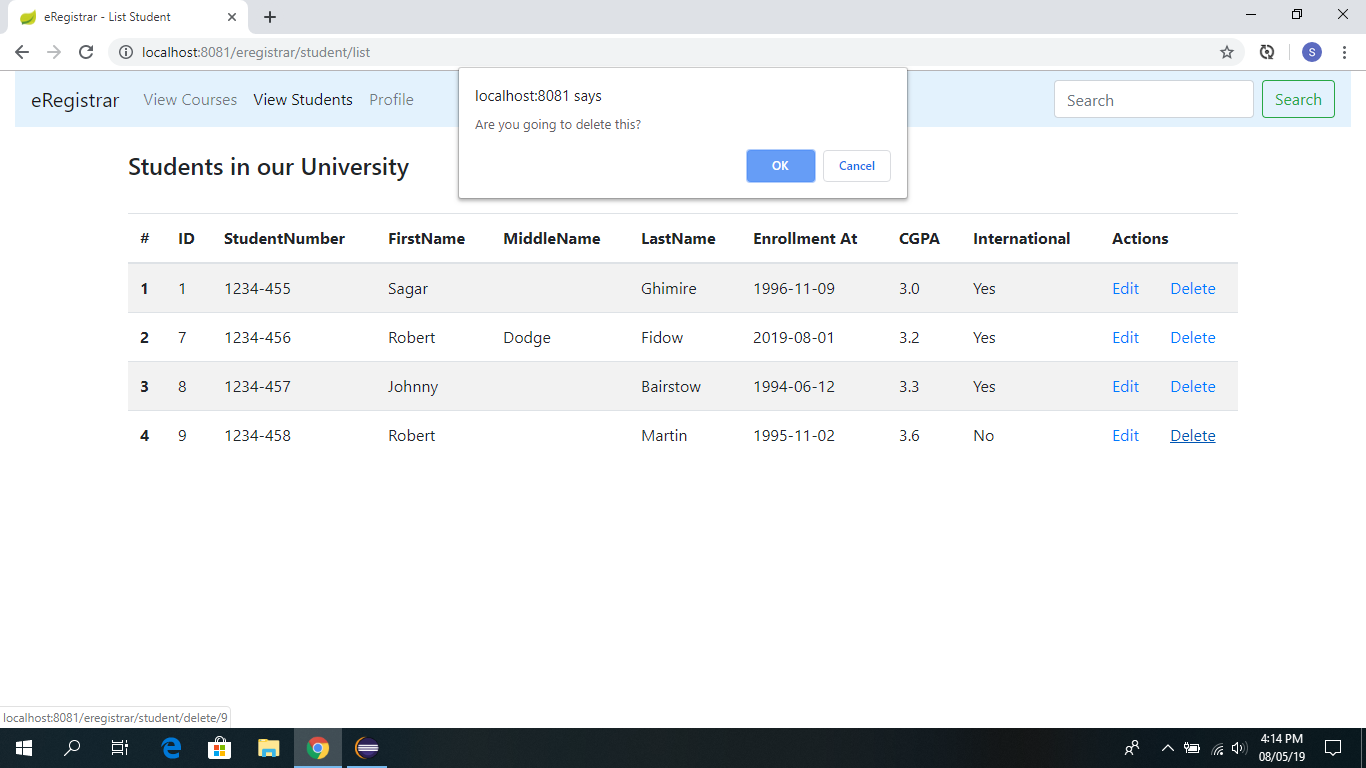 eRegistrar - List Student
localhost:8081/eregistrar/student/list
S
eRegistrar View Courses View Students Profile
Search Search
localhost:8081 says
Are you going to delete this?
OK Cancel
Students in our University
# ID StudentNumber FirstName MiddleName LastName Enrollment At CGPA International Actions
1 1 1234-455 Sagar Ghimire 1996-11-09 3.0 Yes Edit Delete
2 7 1234-456 Robert Dodge Fidow 2019-08-01 3.2 Yes Edit Delete
3 8 1234-457 Johnny Bairstow 1994-06-12 3.3 Yes Edit Delete
4 9 1234-458 Robert Martin 1995-11-02 3.6 No Edit Delete
localhost:8081/eregistrar/student/delete/9
4:14 PM
08/05/19